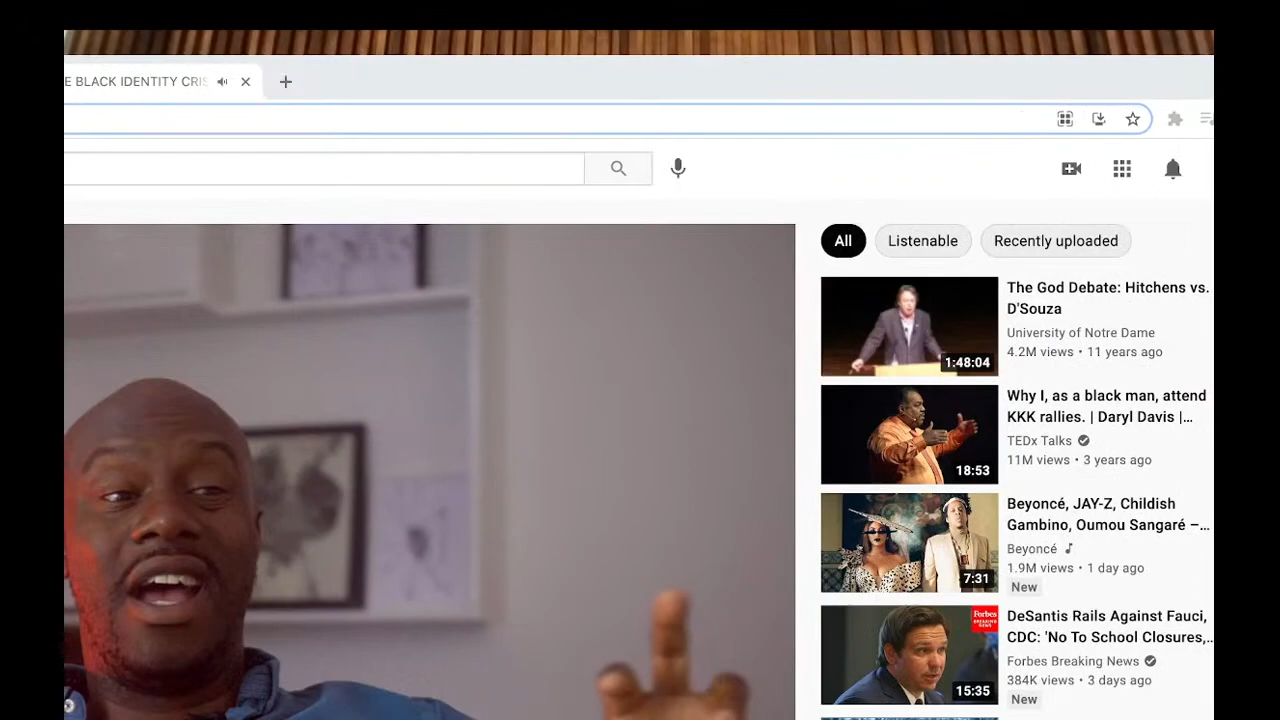 E BLACK IDENTITY CRIS
All
Listenable
Recently uploaded
The God Debate: Hitchens vs.
D'Souza
University of Notre Dame
4.2M views • 11 years ago
1:48:04
Why I, as a black man, attend
KKK rallies. | Daryl Davis |...
TEDx Talks
11M views • 3 years ago
18:53
Beyoncé, JAY-Z, Childish
Gambino, Oumou Sangaré –...
Beyoncé
1.9M views • 1 day ago
7:31
New
Forbes
BREAKING
NEWS
DeSantis Rails Against Fauci,
CDC: 'No To School Closures,...
Forbes Breaking News
384K views • 3 days ago
15:35
New